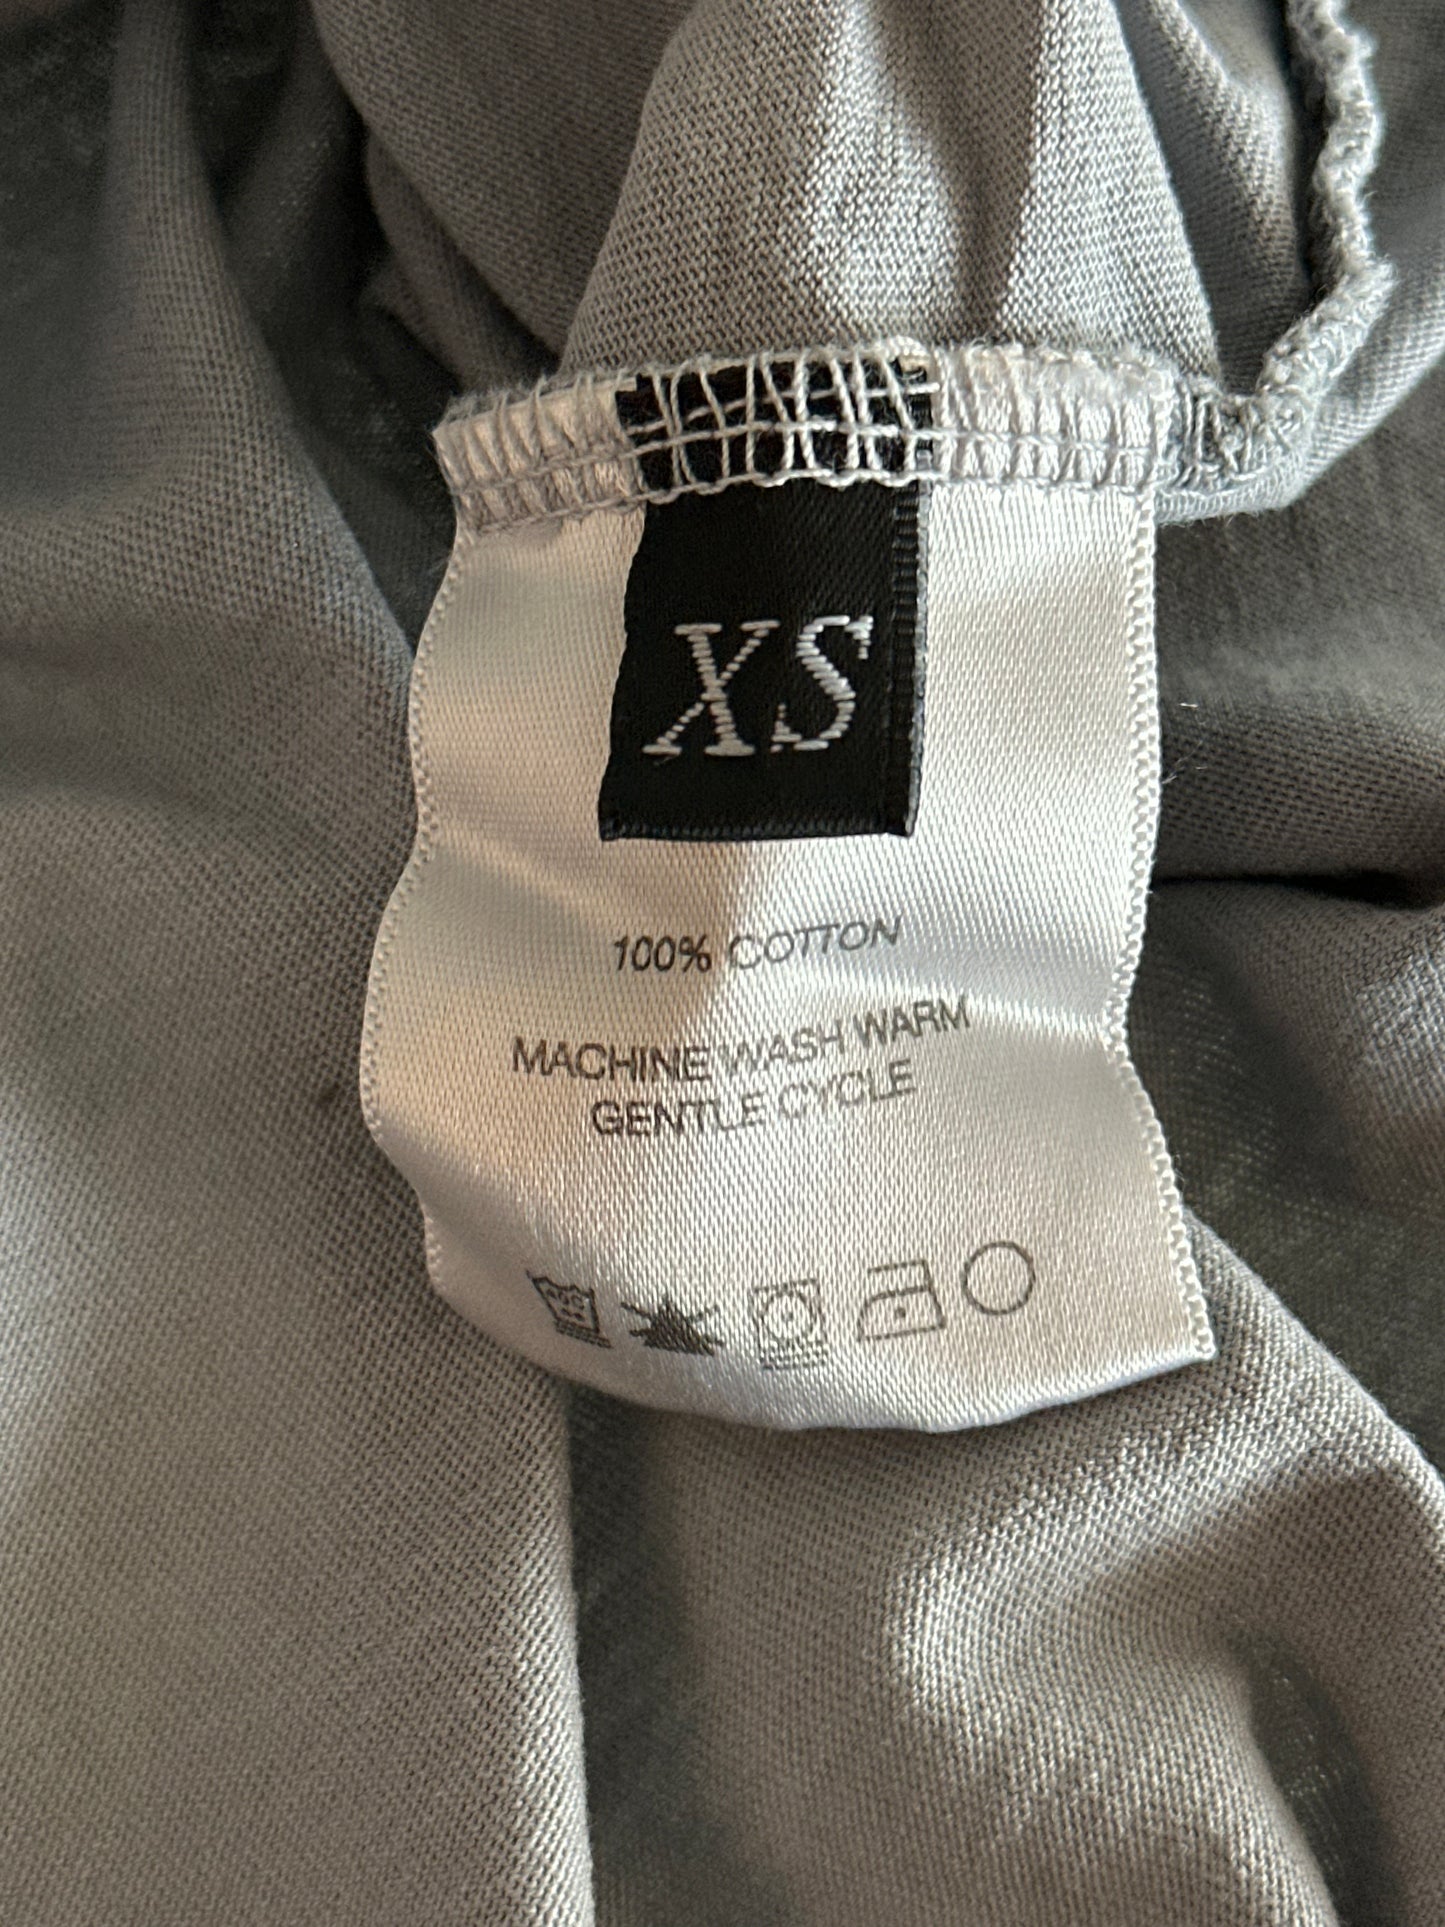 XS
100% COTTON
MACHINE WASH WARM
GENTLE CYCLE